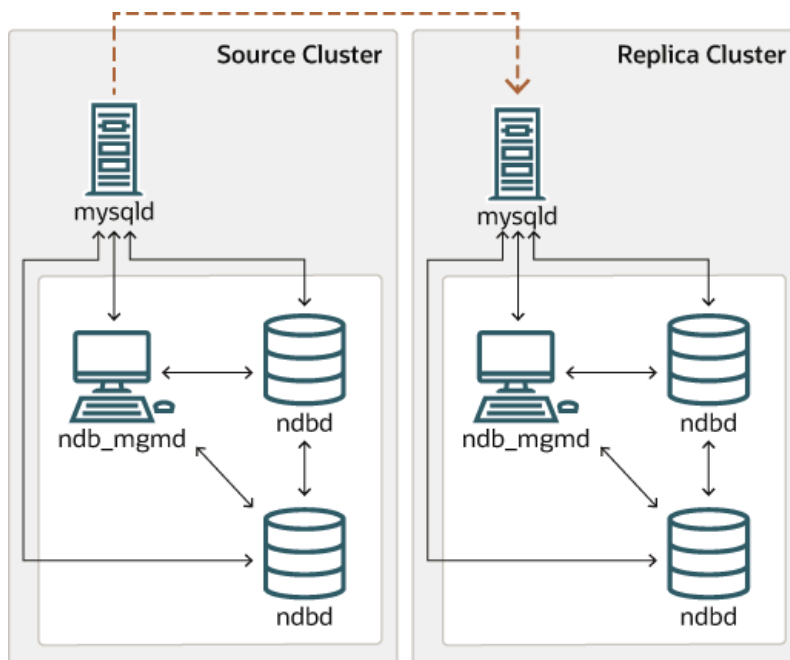 Source Cluster
Replica Cluster
mysqld
mysqld
ndbd
ndbd
ndb_mgmd
ndb_mgmd
ndbd
ndbd